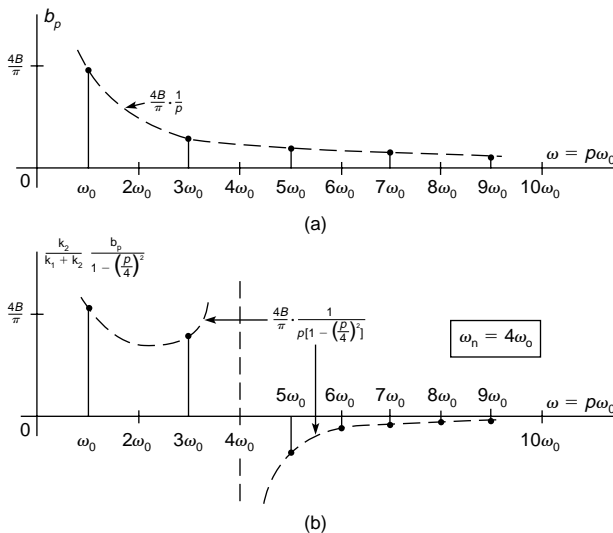 b_p
4B/π
4B/π · 1/p
0
ω₀ 2ω₀ 3ω₀ 4ω₀ 5ω₀ 6ω₀ 7ω₀ 8ω₀ 9ω₀ 10ω₀
ω = pω₀
(a)
k₂/(k₁ + k₂) b_p/(1 − (p/4)²)
4B/π
4B/π · 1/(p[1 − (p/4)²])
ωₙ = 4ωₒ
5ω₀ 6ω₀ 7ω₀ 8ω₀ 9ω₀ ω = pω₀
0
ω₀ 2ω₀ 3ω₀ 4ω₀ 10ω₀
(b)